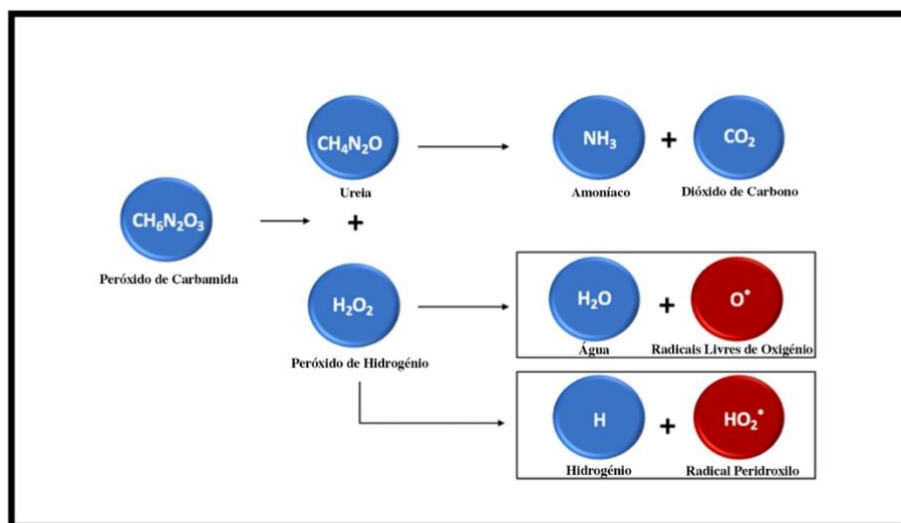 CH₆N₂O₃
Peróxido de Carbamida
CH₄N₂O
Ureia
+
H₂O₂
Peróxido de Hidrogénio
NH₃ + CO₂
Amoníaco Dióxido de Carbono
H₂O + O•
Água Radicais Livres de Oxigénio
H + HO₂•
Hidrogénio Radical Peridroxilo